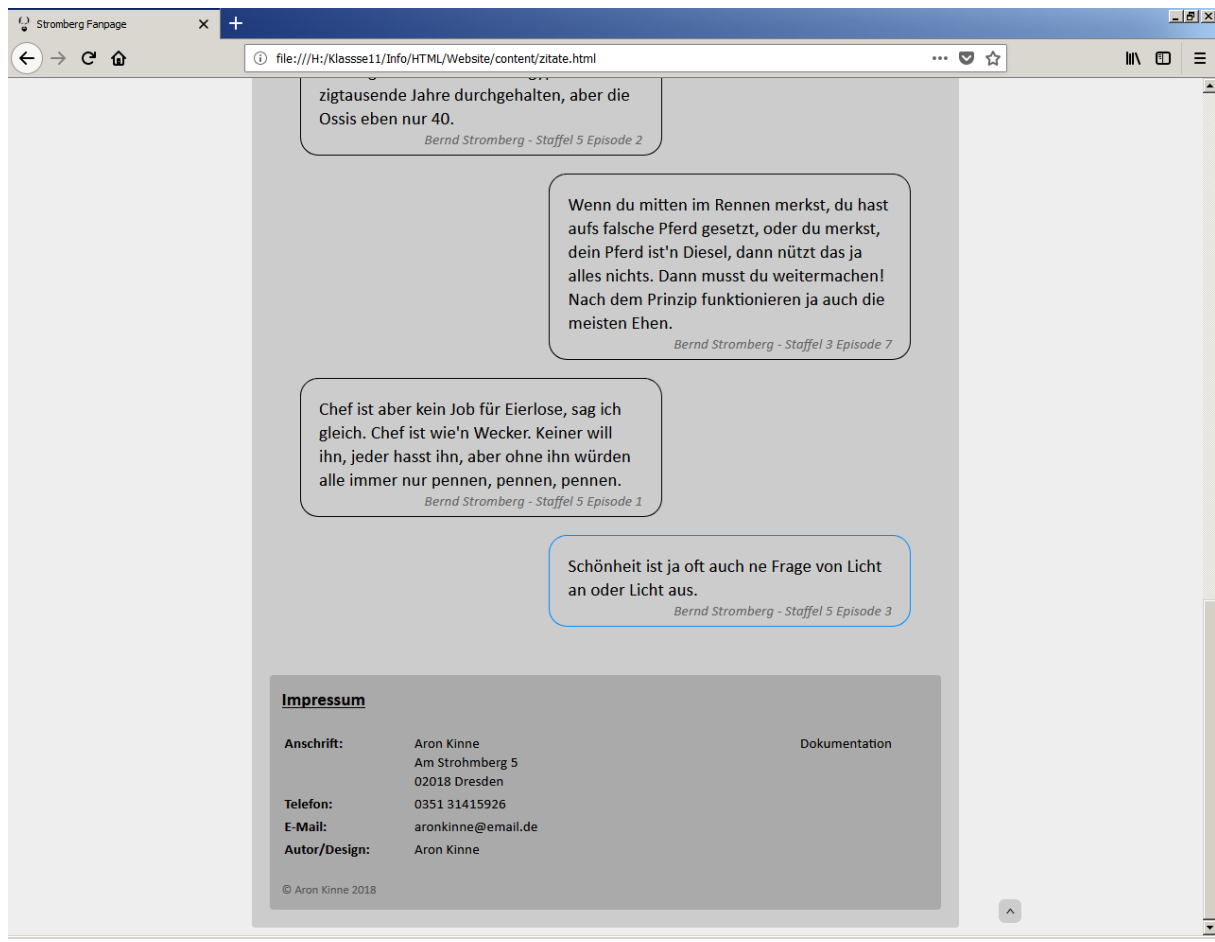 Stromberg Fanpage
file:///H:/Klassse11/Info/HTML/Website/content/zitate.html
zigtausende Jahre durchgehalten, aber die
Ossis eben nur 40.
Bernd Stromberg - Staffel 5 Episode 2
Wenn du mitten im Rennen merkst, du hast
aufs falsche Pferd gesetzt, oder du merkst,
dein Pferd ist'n Diesel, dann nützt das ja
alles nichts. Dann musst du weitermachen!
Nach dem Prinzip funktionieren ja auch die
meisten Ehen.
Bernd Stromberg - Staffel 3 Episode 7
Chef ist aber kein Job für Eierlose, sag ich
gleich. Chef ist wie'n Wecker. Keiner will
ihn, jeder hasst ihn, aber ohne ihn würden
alle immer nur pennen, pennen, pennen.
Bernd Stromberg - Staffel 5 Episode 1
Schönheit ist ja oft auch ne Frage von Licht
an oder Licht aus.
Bernd Stromberg - Staffel 5 Episode 3
Impressum
Anschrift: Aron Kinne Dokumentation
Am Strohmberg 5
02018 Dresden
Telefon: 0351 31415926
E-Mail: aronkinne@email.de
Autor/Design: Aron Kinne
© Aron Kinne 2018